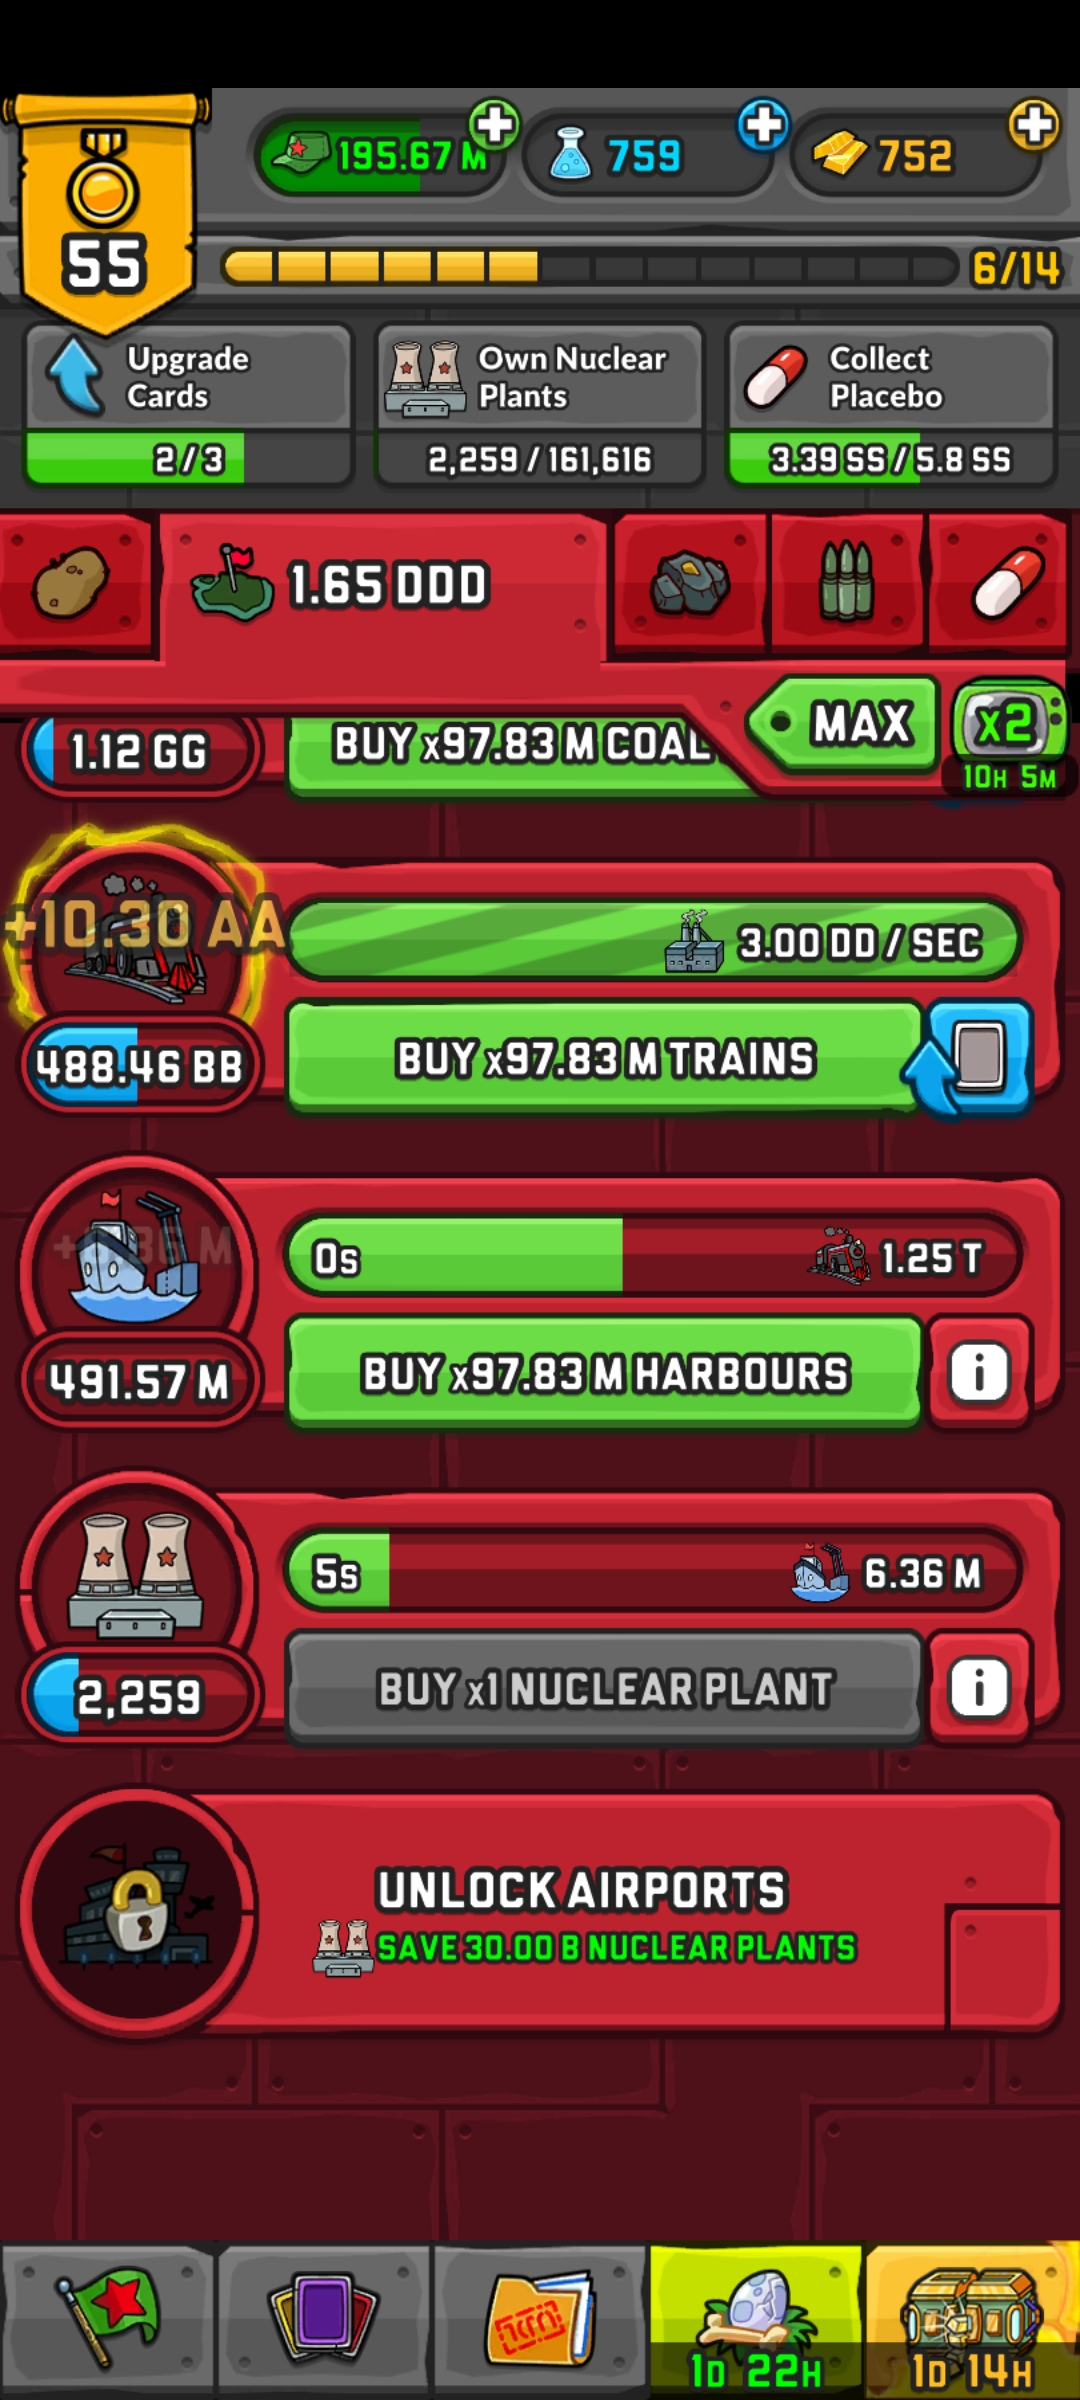 195.67 M
759
752
55
6/14
Upgrade
Cards
Own Nuclear
Plants
Collect
Placebo
2/3
2,259 / 161,616
3.39 SS / 5.8 SS
1.65 DDD
MAX
X2
10H 5M
1.12 GG
BUY x97.83 M COAL
+10.30 AA
3.00 DD / SEC
488.46 BB
BUY x97.83 M TRAINS
0s
1.25 T
491.57 M
BUY x97.83 M HARBOURS
5s
6.36 M
2,259
BUY x1 NUCLEAR PLANT
UNLOCK AIRPORTS
SAVE 30.00 B NUCLEAR PLANTS
1D 22H
1D 14H